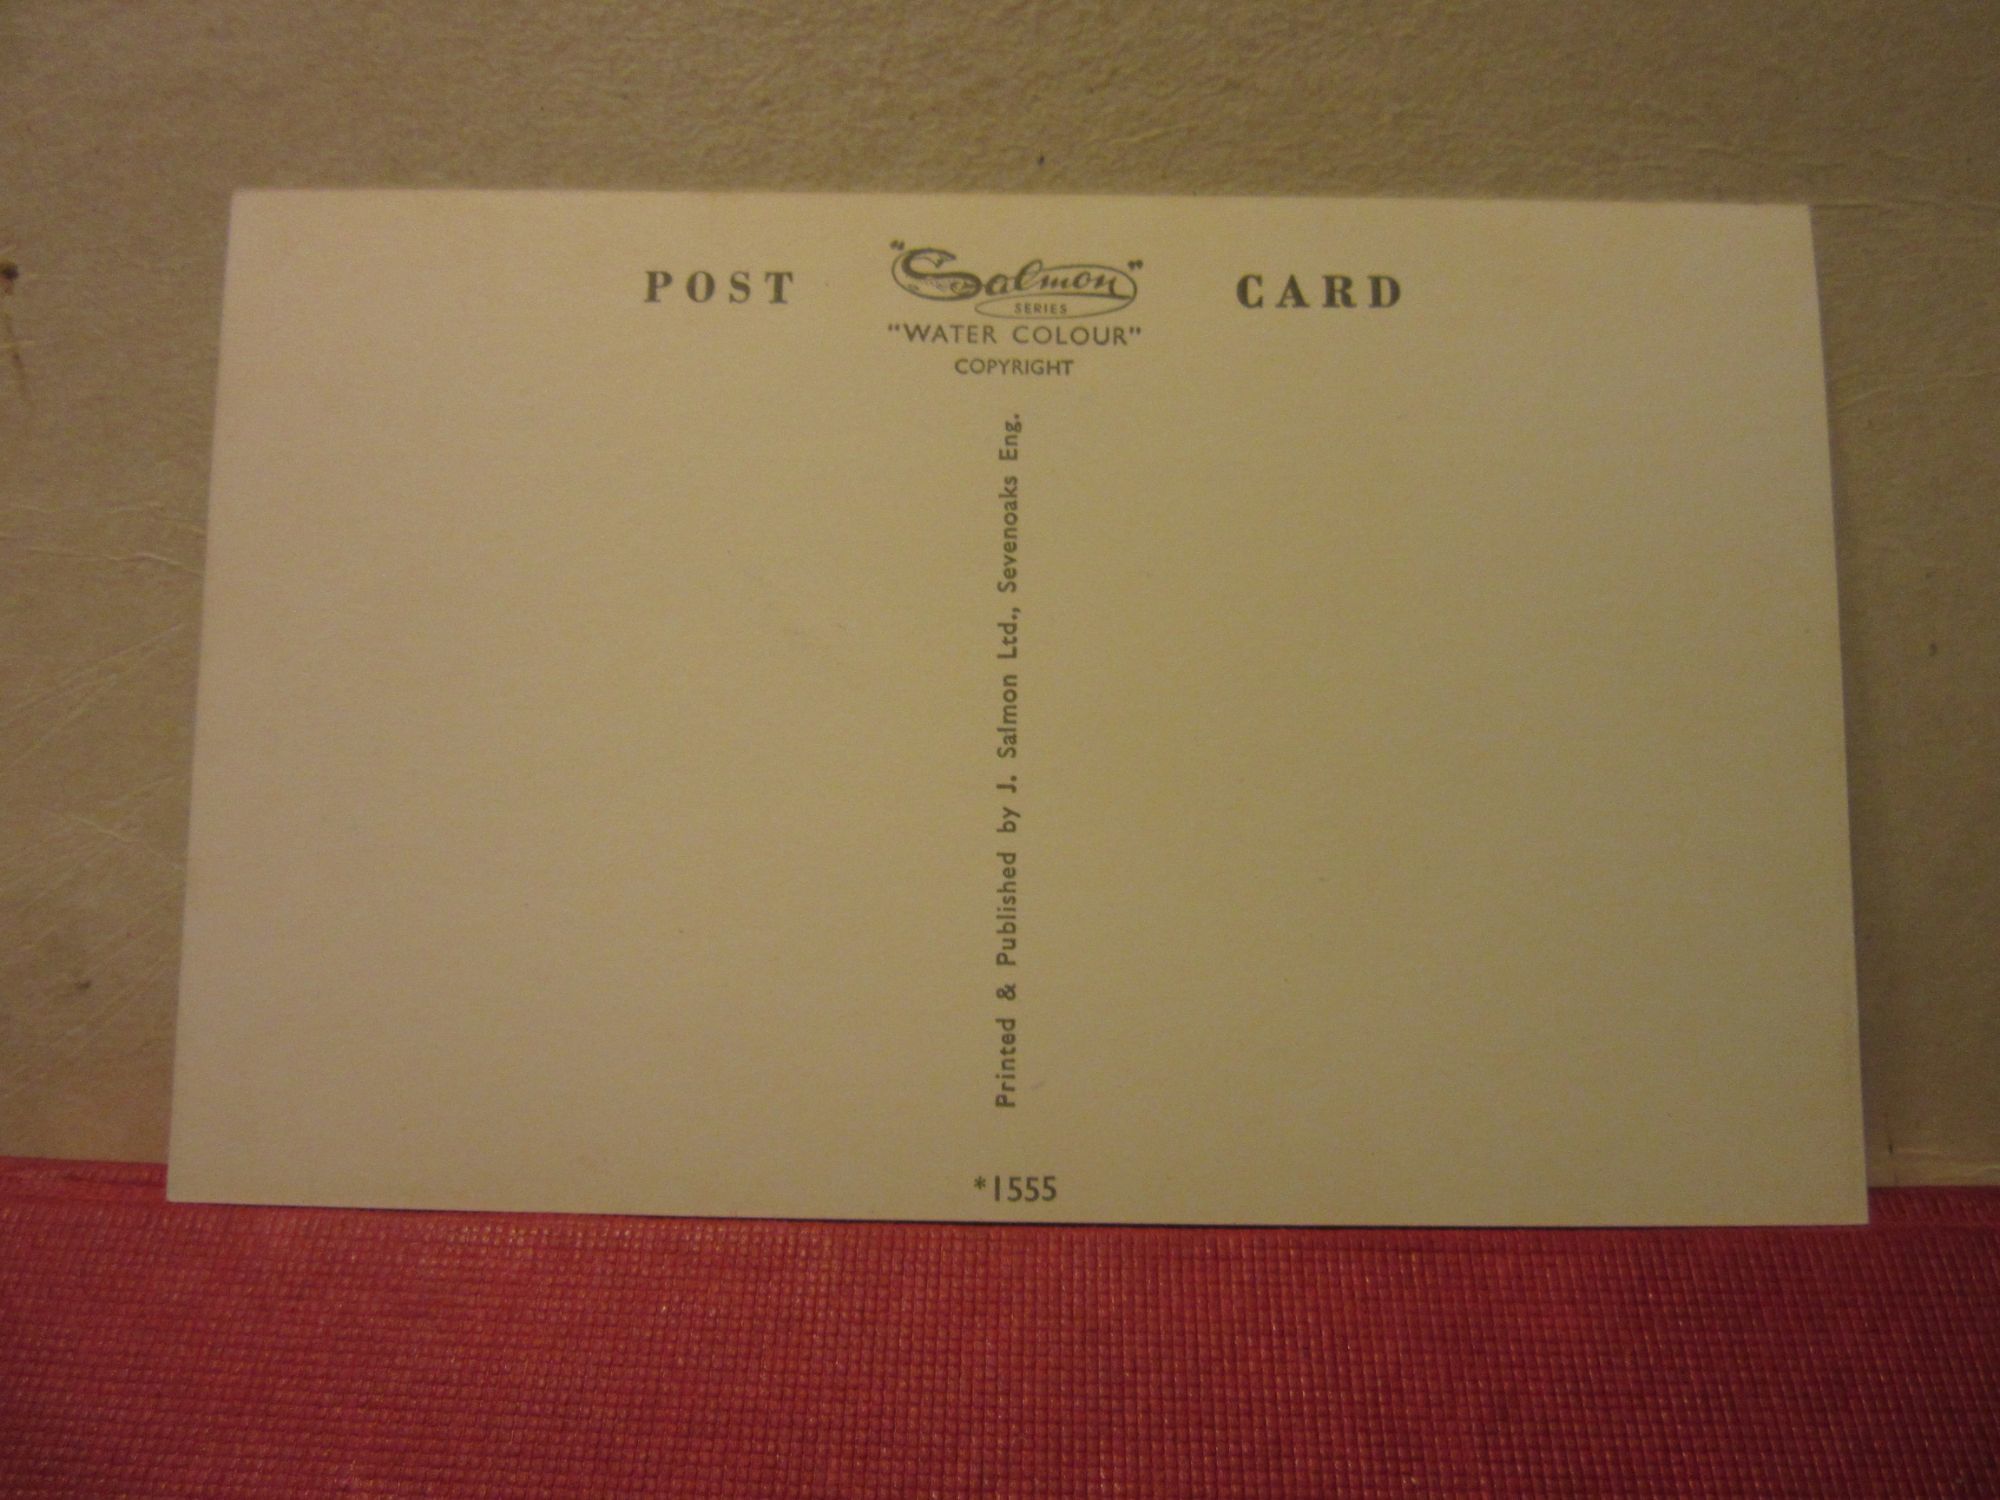 POST "Salmon" CARD
SERIES
"WATER COLOUR"
COPYRIGHT
Printed & Published by J. Salmon Ltd., Sevenoaks Eng.
*1555